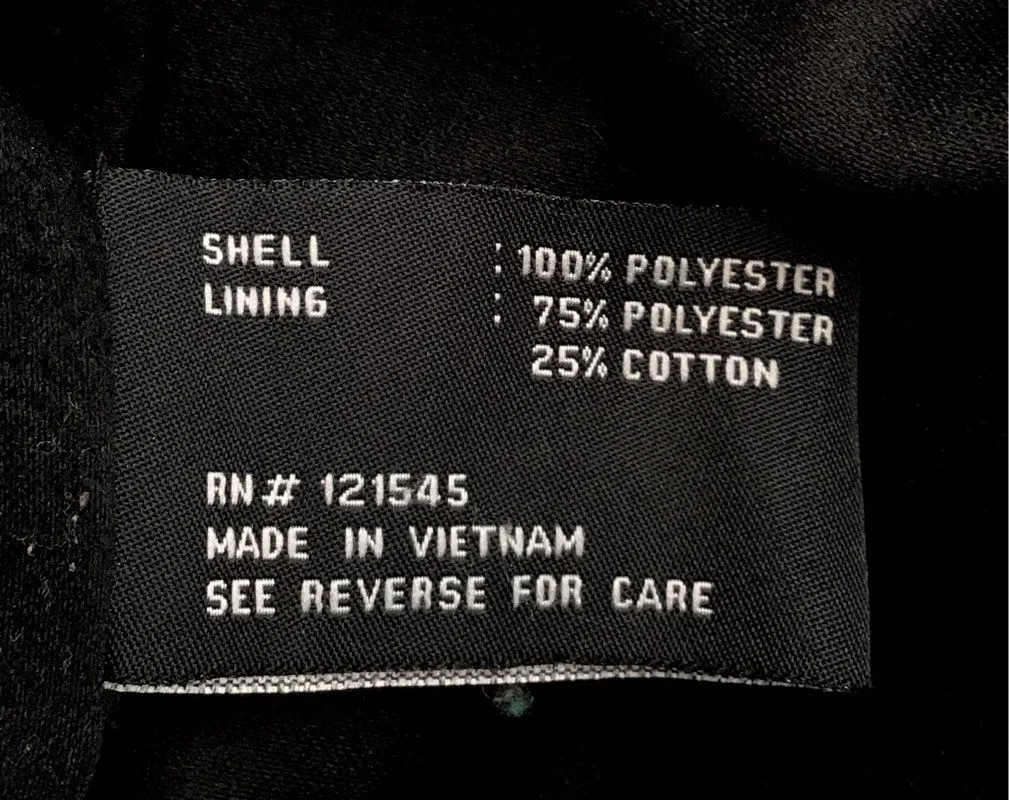 SHELL : 100% POLYESTER
LINING : 75% POLYESTER
25% COTTON
RN# 121545
MADE IN VIETNAM
SEE REVERSE FOR CARE